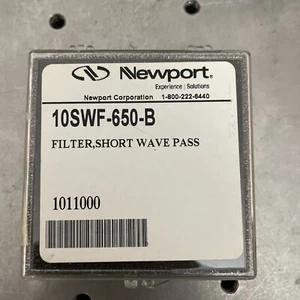 Newport®
Experience | Solutions
Newport Corporation 1-800-222-6440
10SWF-650-B
FILTER,SHORT WAVE PASS
1011000